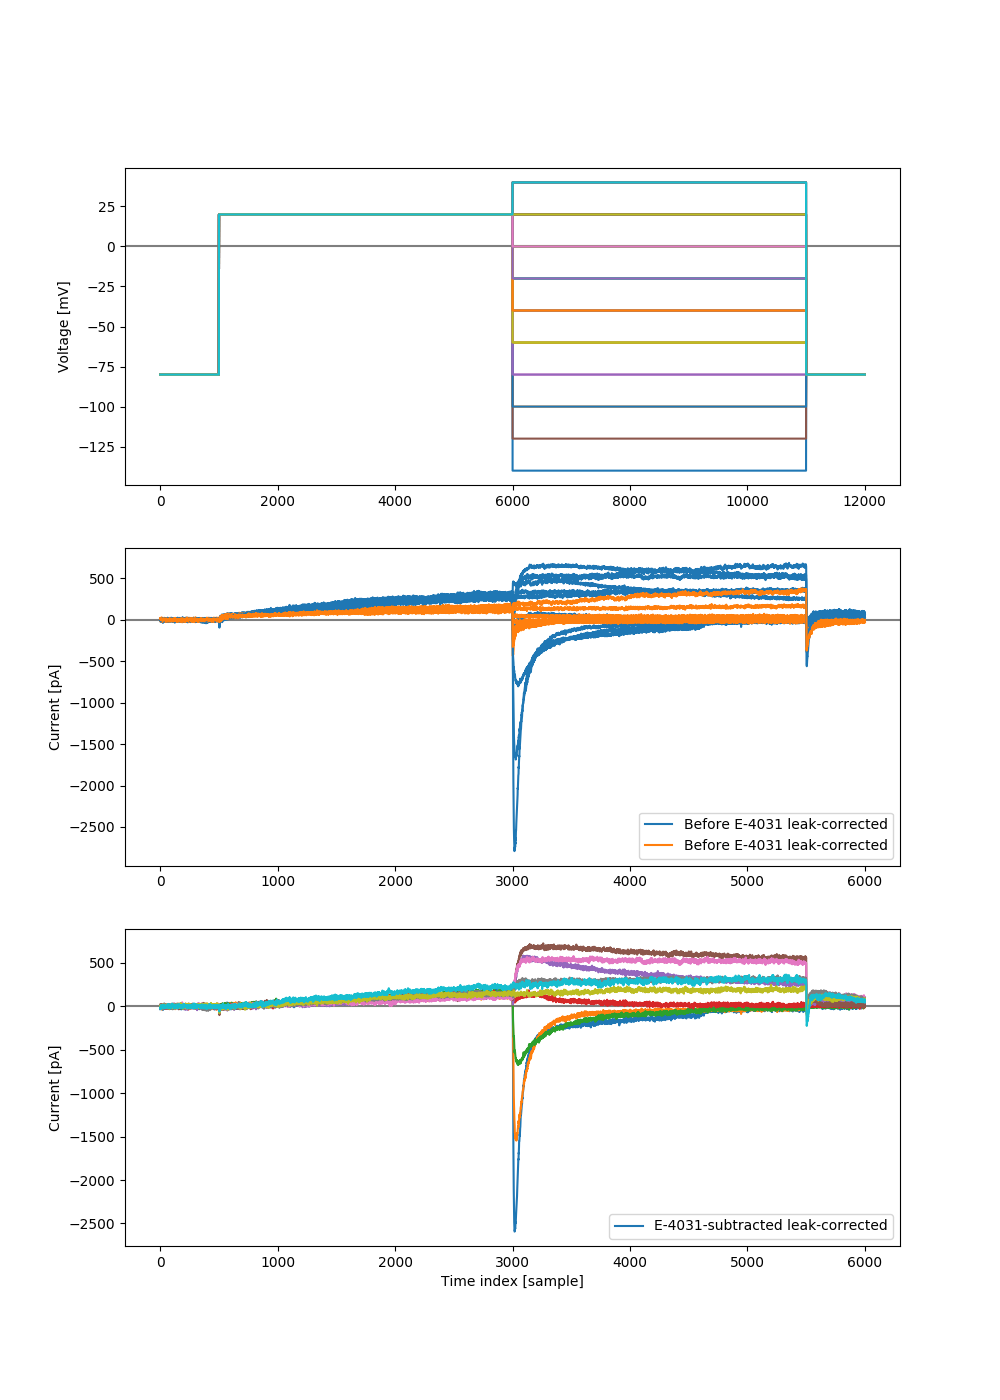 25
0
−25
−50
−75
−100
−125
Voltage [mV]
0 2000 4000 6000 8000 10000 12000
500
0
−500
−1000
−1500
−2000
−2500
Current [pA]
Before E-4031 leak-corrected
Before E-4031 leak-corrected
0 1000 2000 3000 4000 5000 6000
500
0
−500
−1000
−1500
−2000
−2500
Current [pA]
E-4031-subtracted leak-corrected
0 1000 2000 3000 4000 5000 6000
Time index [sample]